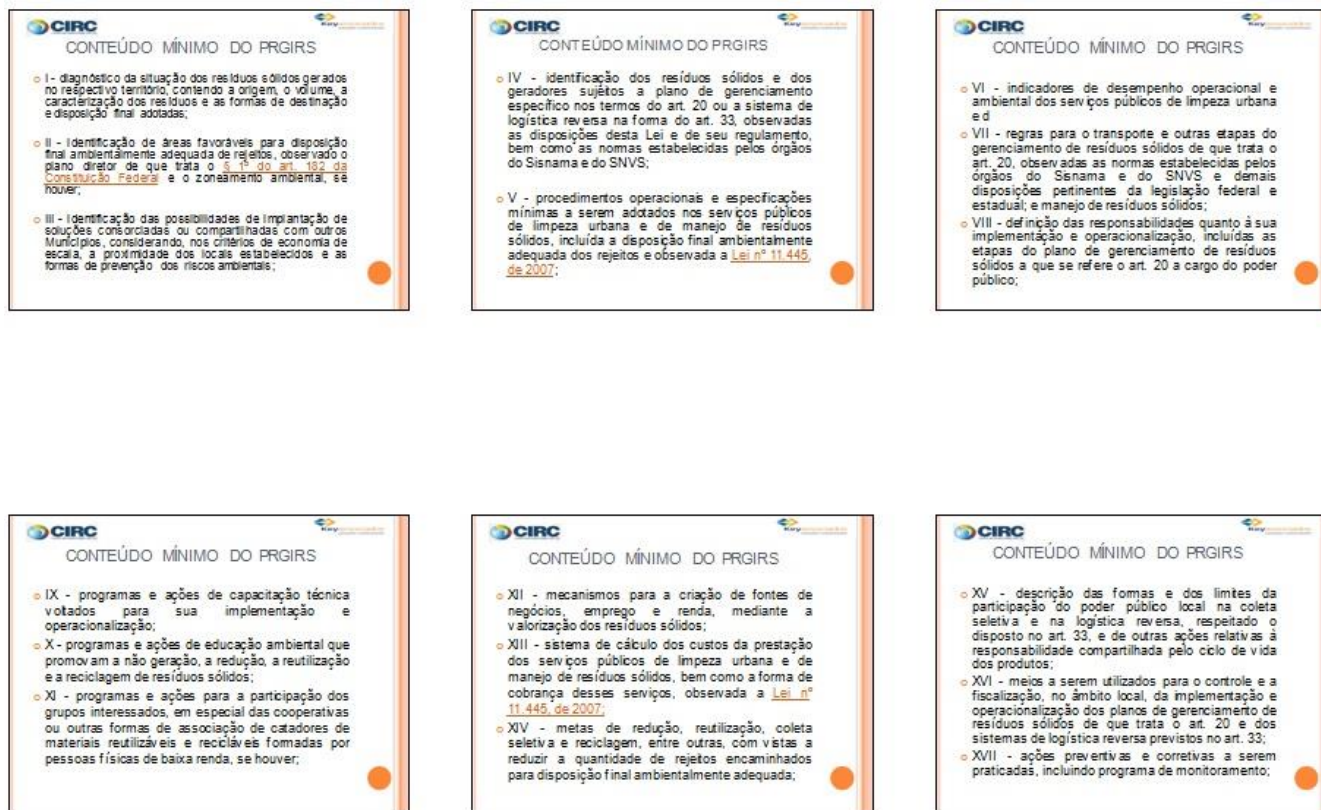 CIRC
Key
CONTEÚDO MÍNIMO DO PRGIRS
I - diagnóstico da situação dos resíduos sólidos gerados
no respectivo território, contendo a origem, o volume, a
caracterização dos resíduos e as formas de destinação
e disposição final adotadas;
II - Identificação de áreas favoráveis para disposição
final ambientalmente adequada de rejeitos, observado o
plano diretor de que trata o § 1º do art. 182 da
Constituição Federal e o zoneamento ambiental, se
houver;
III - Identificação das possibilidades de Implantação de
soluções consorciadas ou compartilhadas com outros
Municípios, considerando, nos critérios de economia de
escala, a proximidade dos locais estabelecidos e as
formas de prevenção dos riscos ambientais;
CIRC
Key
CONTEÚDO MÍNIMO DO PRGIRS
IV - identificação dos resíduos sólidos e dos
geradores sujeitos a plano de gerenciamento
específico nos termos do art. 20 ou a sistema de
logística reversa na forma do art. 33, observadas
as disposições desta Lei e de seu regulamento,
bem como as normas estabelecidas pelos órgãos
do Sisnama e do SNVS;
V - procedimentos operacionais e especificações
mínimas a serem adotados nos serviços públicos
de limpeza urbana e de manejo de resíduos
sólidos, incluída a disposição final ambientalmente
adequada dos rejeitos e observada a Lei nº 11.445,
de 2007;
CIRC
Key
CONTEÚDO MÍNIMO DO PRGIRS
VI - indicadores de desempenho operacional e
ambiental dos serviços públicos de limpeza urbana
e d
VII - regras para o transporte e outras etapas do
gerenciamento de resíduos sólidos de que trata o
art. 20, observadas as normas estabelecidas pelos
órgãos do Sisnama e do SNVS e demais
disposições pertinentes da legislação federal e
estadual; e manejo de resíduos sólidos;
VIII - definição das responsabilidades quanto à sua
implementação e operacionalização, incluídas as
etapas do plano de gerenciamento de resíduos
sólidos a que se refere o art. 20 a cargo do poder
público;
CIRC
Key
CONTEÚDO MÍNIMO DO PRGIRS
IX - programas e ações de capacitação técnica
voltados para sua implementação e
operacionalização;
X - programas e ações de educação ambiental que
promovam a não geração, a redução, a reutilização
e a reciclagem de resíduos sólidos;
XI - programas e ações para a participação dos
grupos interessados, em especial das cooperativas
ou outras formas de associação de catadores de
materiais reutilizáveis e recicláveis formadas por
pessoas físicas de baixa renda, se houver;
CIRC
Key
CONTEÚDO MÍNIMO DO PRGIRS
XII - mecanismos para a criação de fontes de
negócios, emprego e renda, mediante a
valorização dos resíduos sólidos;
XIII - sistema de cálculo dos custos da prestação
dos serviços públicos de limpeza urbana e de
manejo de resíduos sólidos, bem como a forma de
cobrança desses serviços, observada a Lei nº
11.445, de 2007;
XIV - metas de redução, reutilização, coleta
seletiva e reciclagem, entre outras, com vistas a
reduzir a quantidade de rejeitos encaminhados
para disposição final ambientalmente adequada;
CIRC
Key
CONTEÚDO MÍNIMO DO PRGIRS
XV - descrição das formas e dos limites da
participação do poder público local na coleta
seletiva e na logística reversa, respeitado o
disposto no art. 33, e de outras ações relativas à
responsabilidade compartilhada pelo ciclo de vida
dos produtos;
XVI - meios a serem utilizados para o controle e a
fiscalização, no âmbito local, da implementação e
operacionalização dos planos de gerenciamento de
resíduos sólidos de que trata o art. 20 e dos
sistemas de logística reversa previstos no art. 33;
XVII - ações preventivas e corretivas a serem
praticadas, incluindo programa de monitoramento;